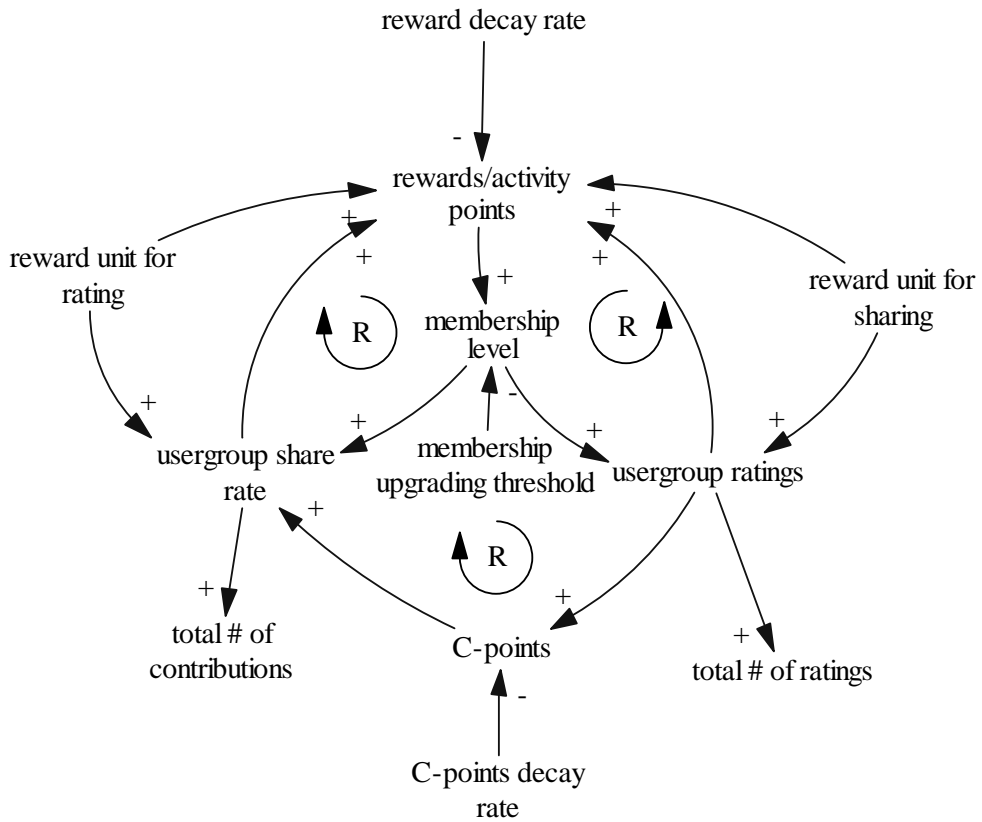 reward decay rate
-
rewards/activity
points
+
+
+
+
+
reward unit for
rating
reward unit for
sharing
R
R
membership
level
-
+
+
+
+
membership
upgrading threshold
usergroup share
rate
usergroup ratings
+
R
+
+
+
total # of
contributions
C-points
total # of ratings
-
C-points decay
rate